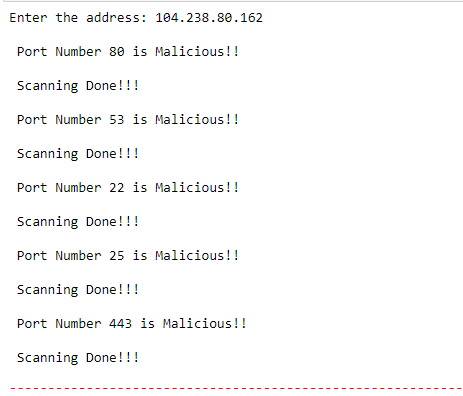 Enter the address: 104.238.80.162
Port Number 80 is Malicious!!
Scanning Done!!!
Port Number 53 is Malicious!!
Scanning Done!!!
Port Number 22 is Malicious!!
Scanning Done!!!
Port Number 25 is Malicious!!
Scanning Done!!!
Port Number 443 is Malicious!!
Scanning Done!!!